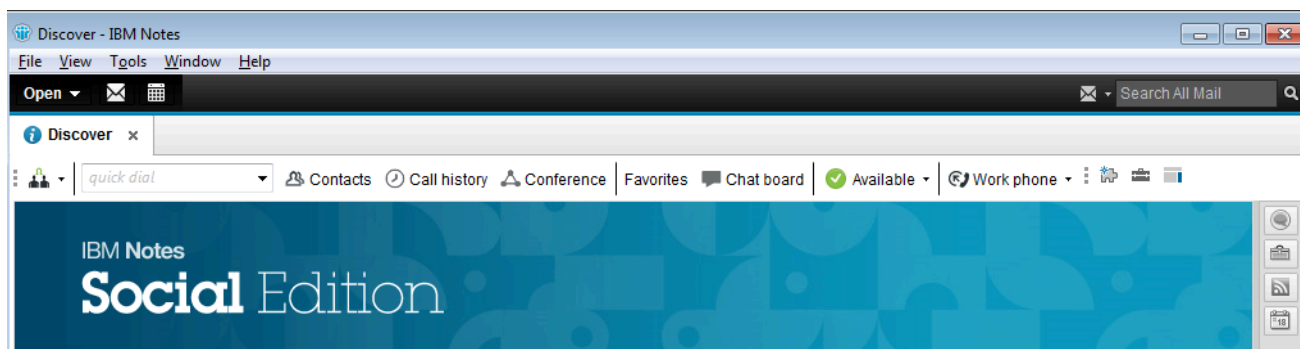 Discover - IBM Notes
File View Tools Window Help
Open Search All Mail
Discover x
quick dial Contacts Call history Conference Favorites Chat board Available Work phone
IBM Notes
Social Edition
18